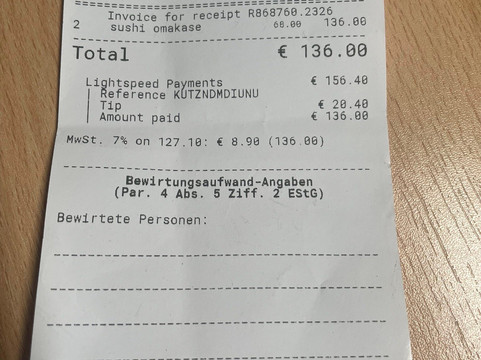 Invoice for receipt R868760.2326
2 sushi omakase 68.00 136.00
Total € 136.00
Lightspeed Payments € 156.40
Reference KUTZNDMDIUNU
Tip € 20.40
Amount paid € 136.00
MwSt. 7% on 127.10: € 8.90 (136.00)
Bewirtungsaufwand-Angaben
(Par. 4 Abs. 5 Ziff. 2 EStG)
Bewirtete Personen: